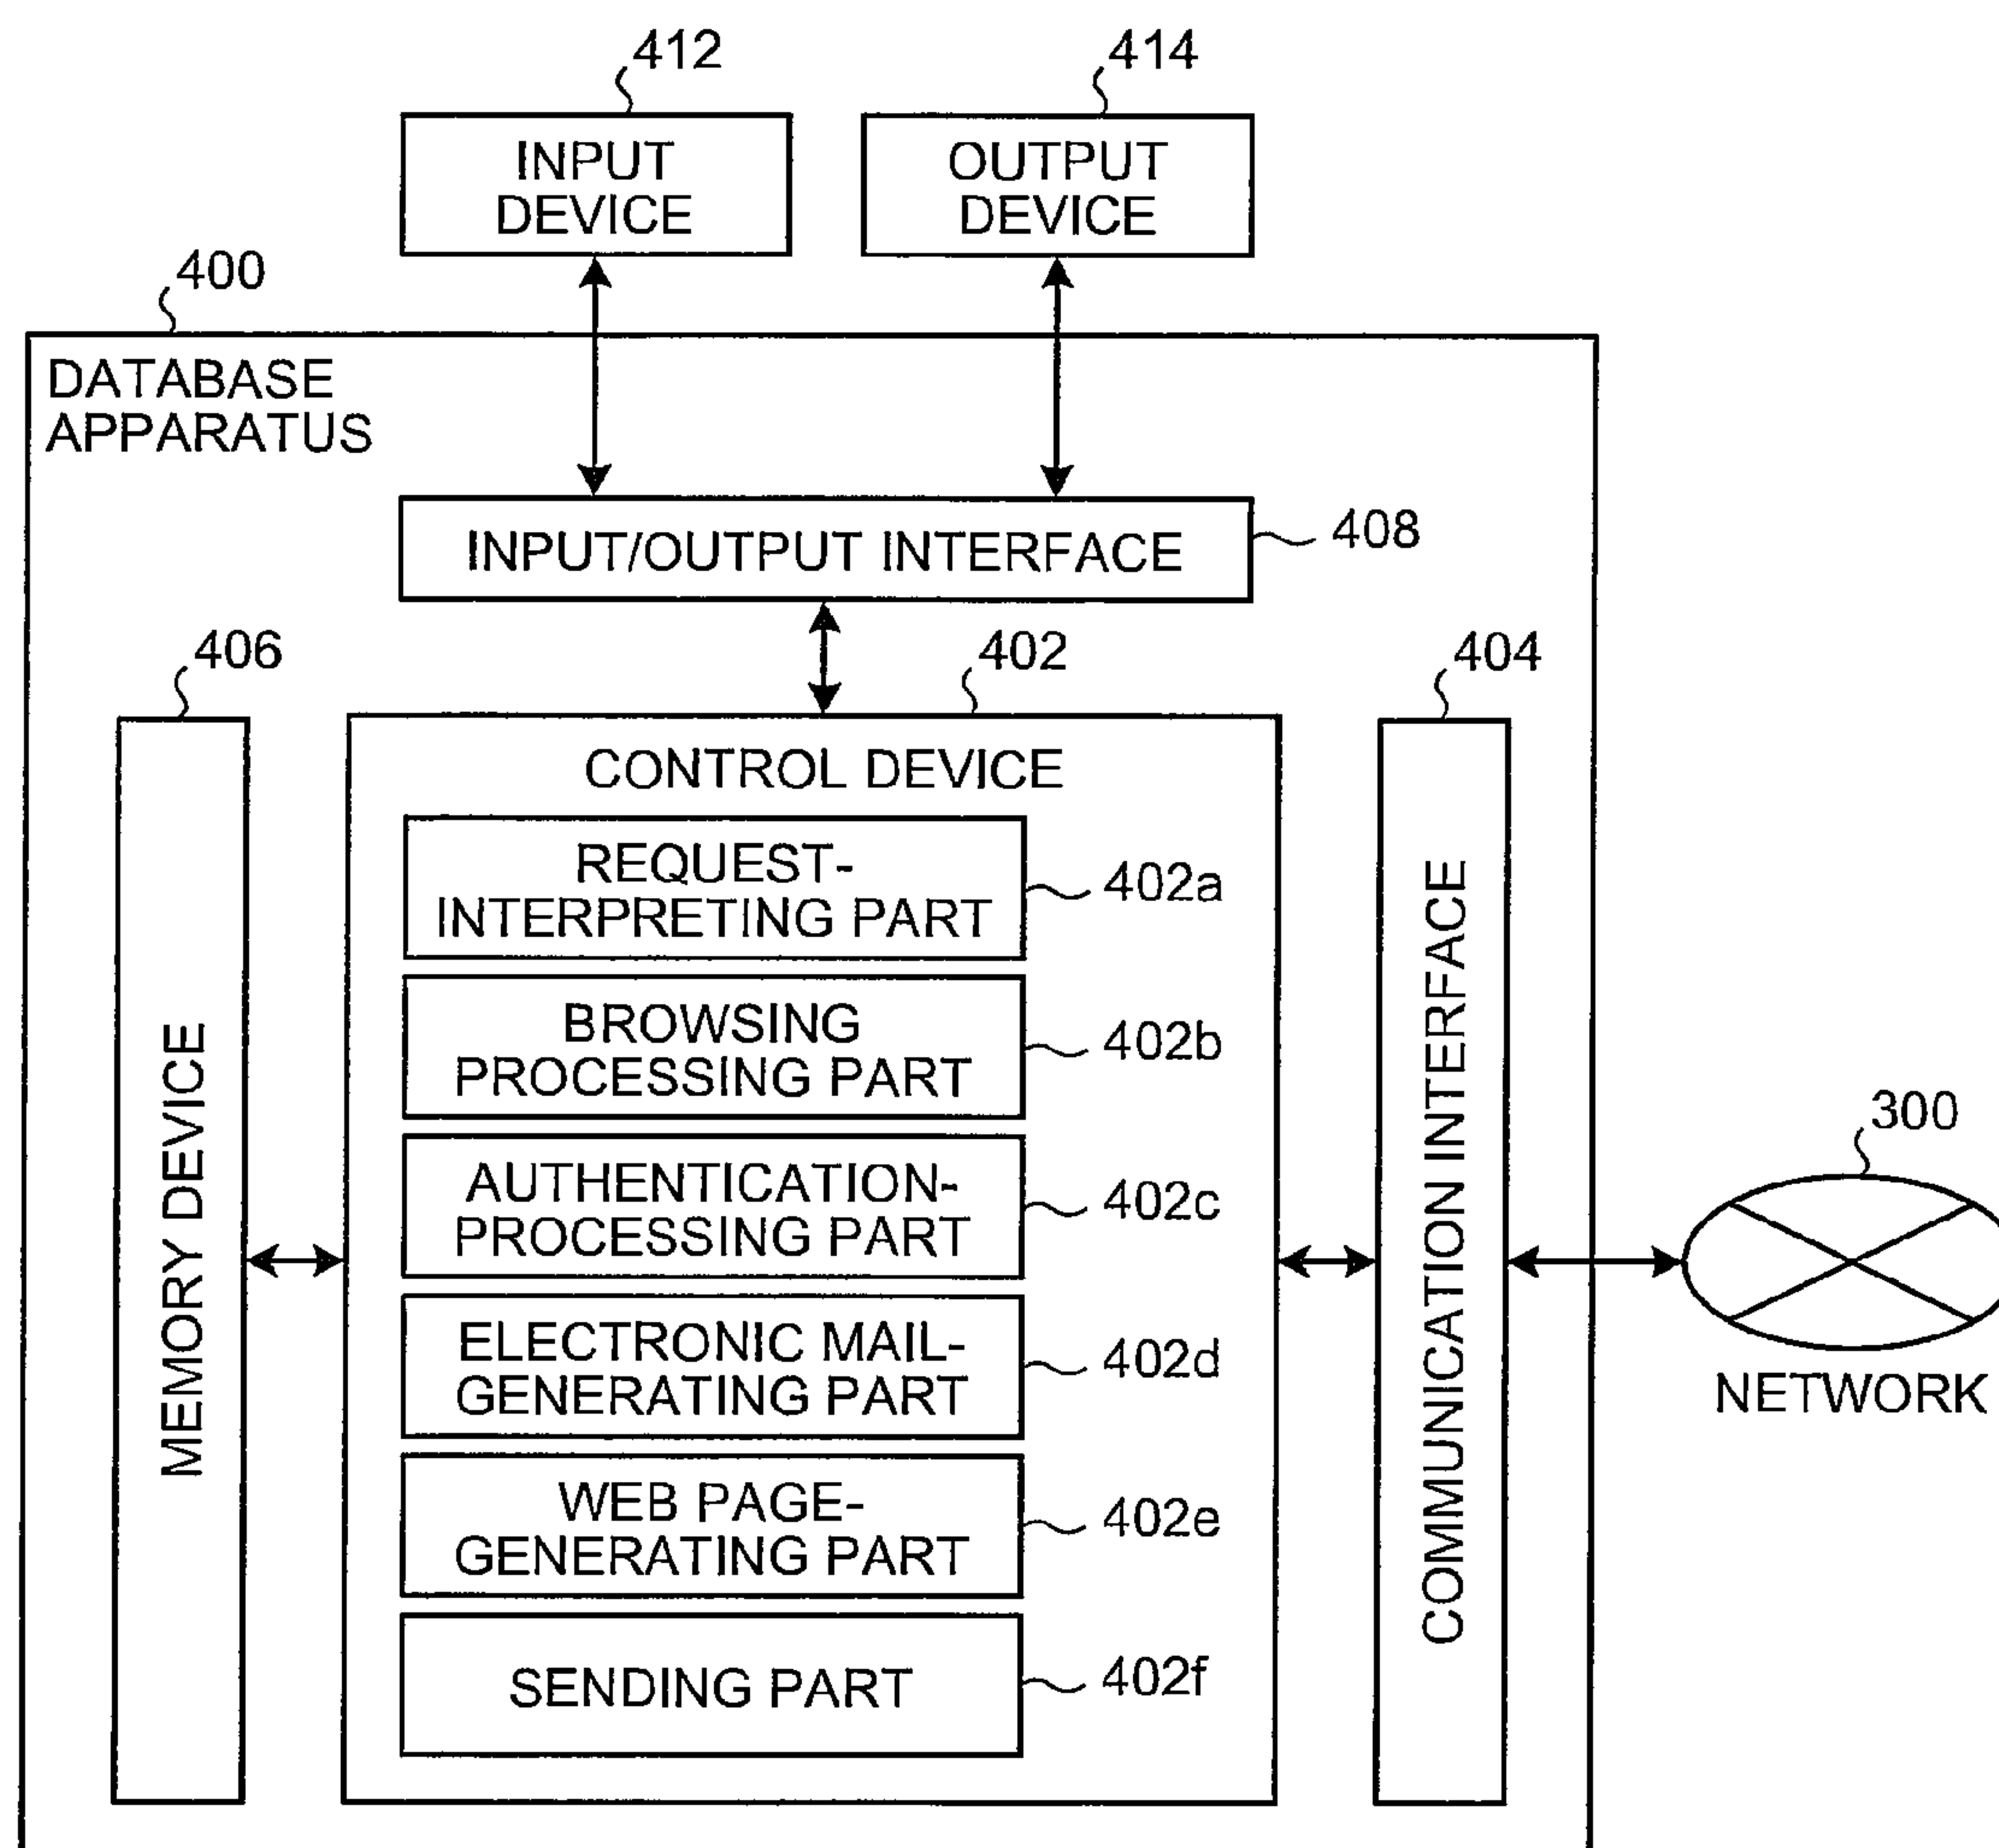 412
414
INPUT
DEVICE
OUTPUT
DEVICE
400
DATABASE
APPARATUS
INPUT/OUTPUT INTERFACE
408
406
402
404
MEMORY DEVICE
CONTROL DEVICE
REQUEST-
INTERPRETING PART
402a
BROWSING
PROCESSING PART
402b
AUTHENTICATION-
PROCESSING PART
402c
ELECTRONIC MAIL-
GENERATING PART
402d
WEB PAGE-
GENERATING PART
402e
SENDING PART
402f
COMMUNICATION INTERFACE
300
NETWORK